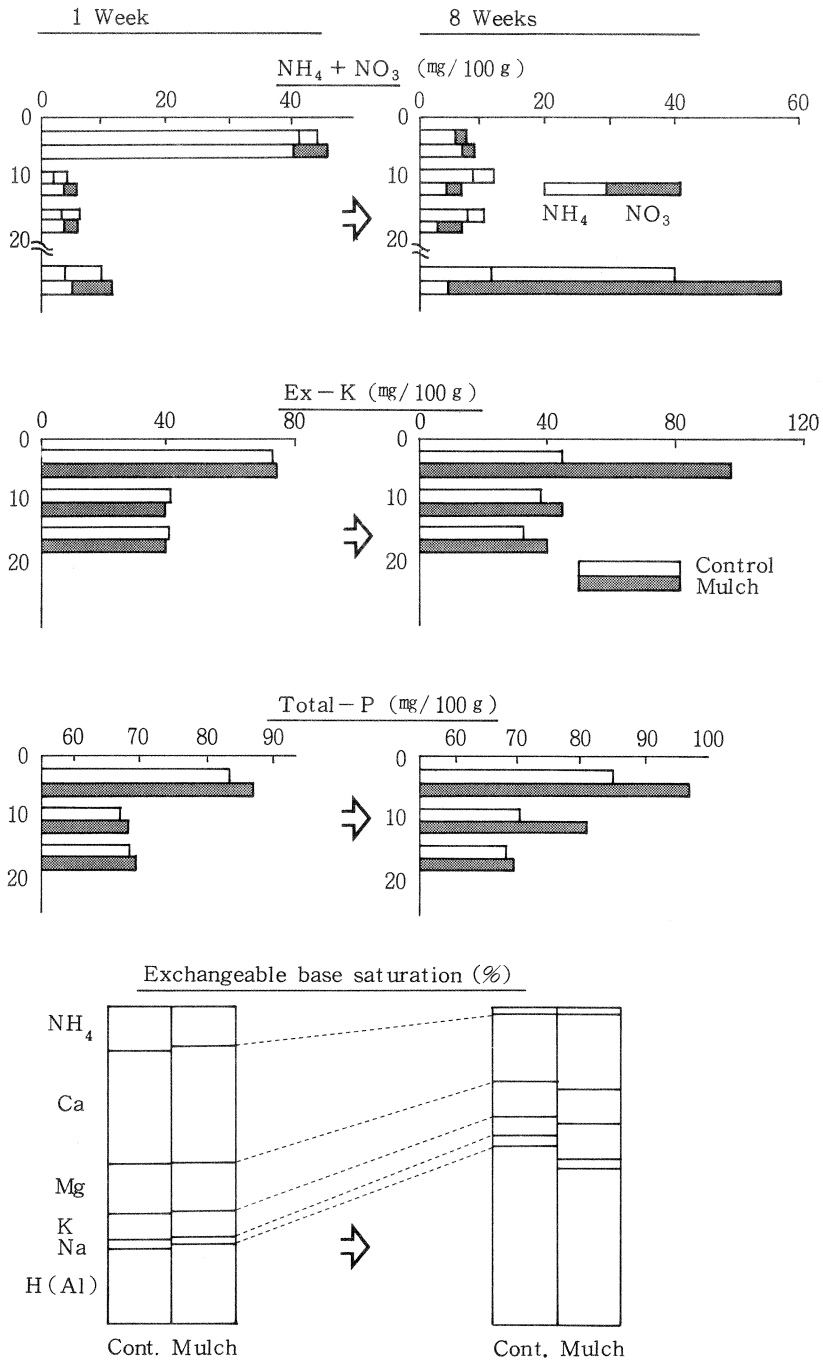 1 Week 8 Weeks
NH₄ + NO₃ (mg/100 g)
0 20 40 0 20 40 60
0
10
20
NH₄ NO₃
Ex－K (mg/100 g)
0 40 80 0 40 80 120
0 0
10 10
20 20
Control
Mulch
Total－P (mg/100 g)
60 70 80 90 60 70 80 90 100
0 0
10 10
20 20
Exchangeable base saturation (%)
NH₄
Ca
Mg
K
Na
H(Al)
Cont. Mulch Cont. Mulch